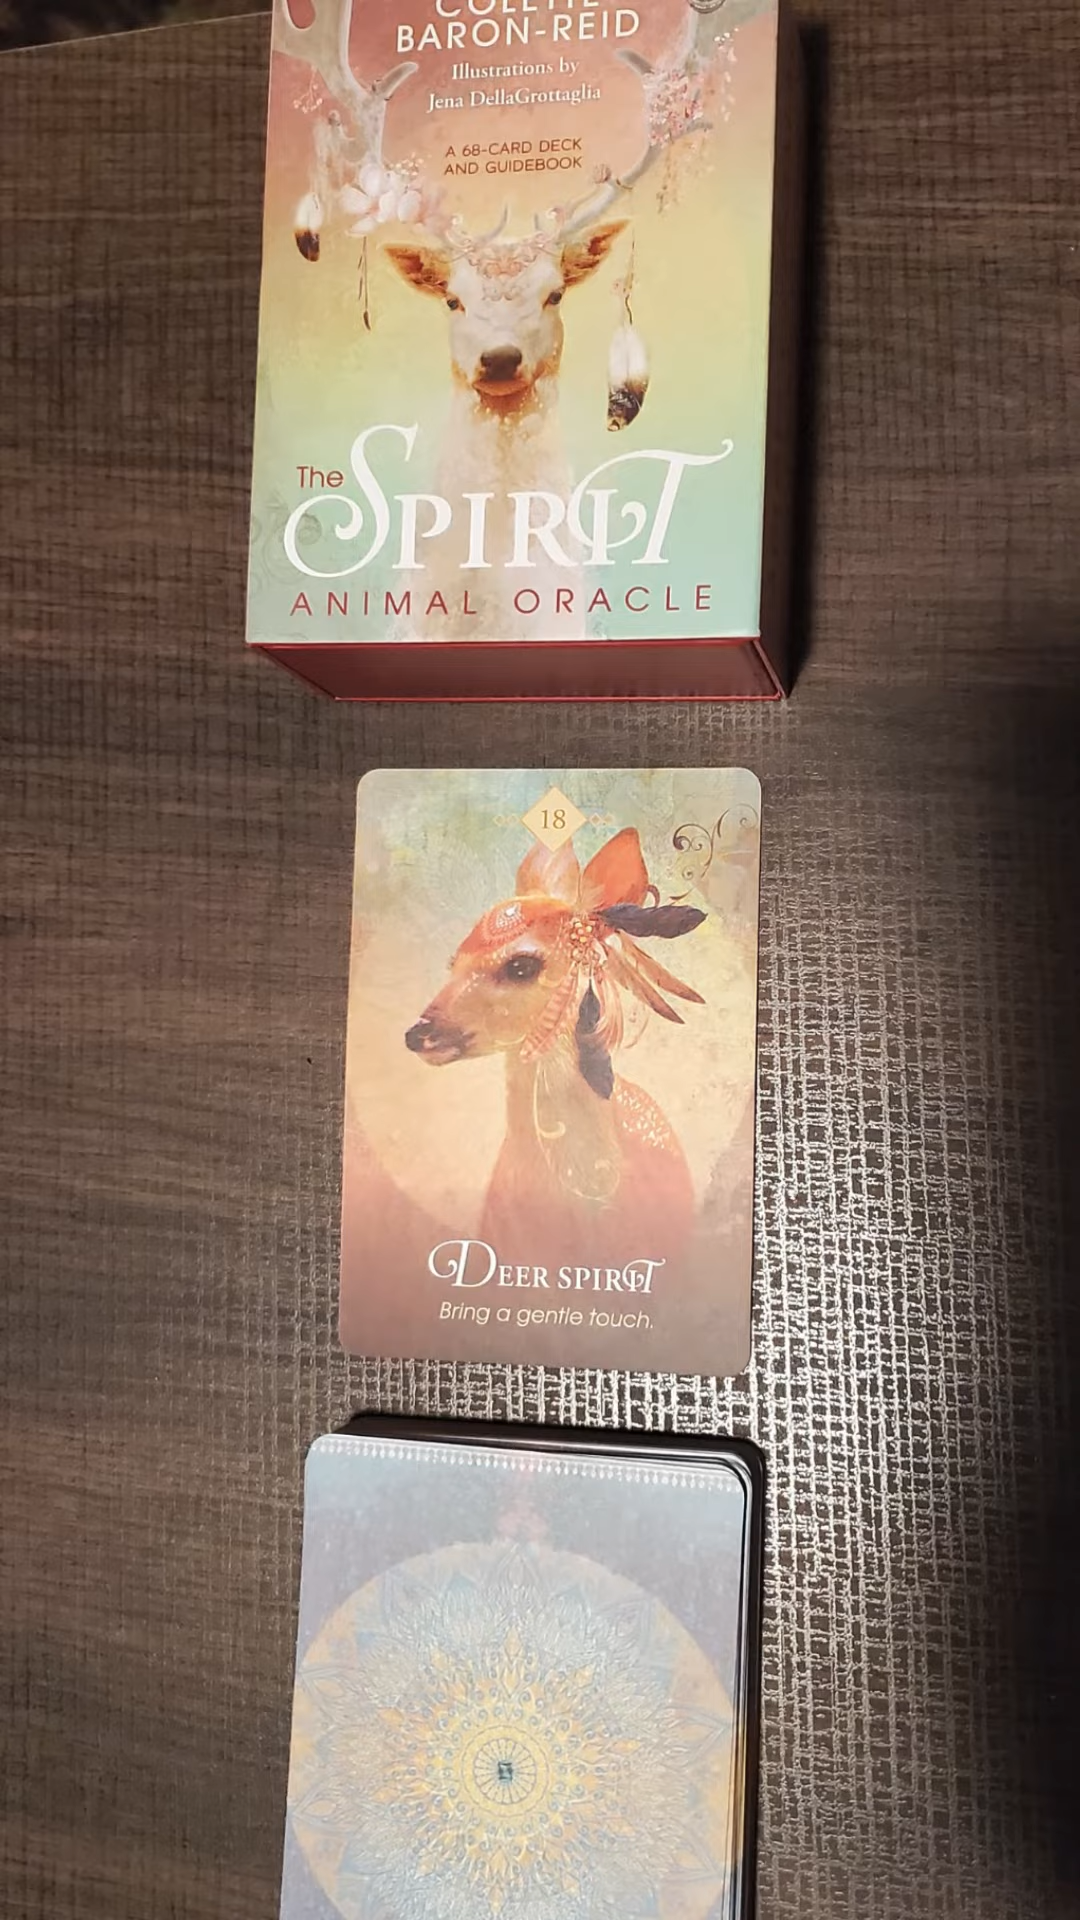 COLETTE
BARON-REID
Illustrations by
Jena DellaGrottaglia
A 68-CARD DECK
AND GUIDEBOOK
The
SPIRIT
ANIMAL ORACLE
18
DEER SPIRIT
Bring a gentle touch.